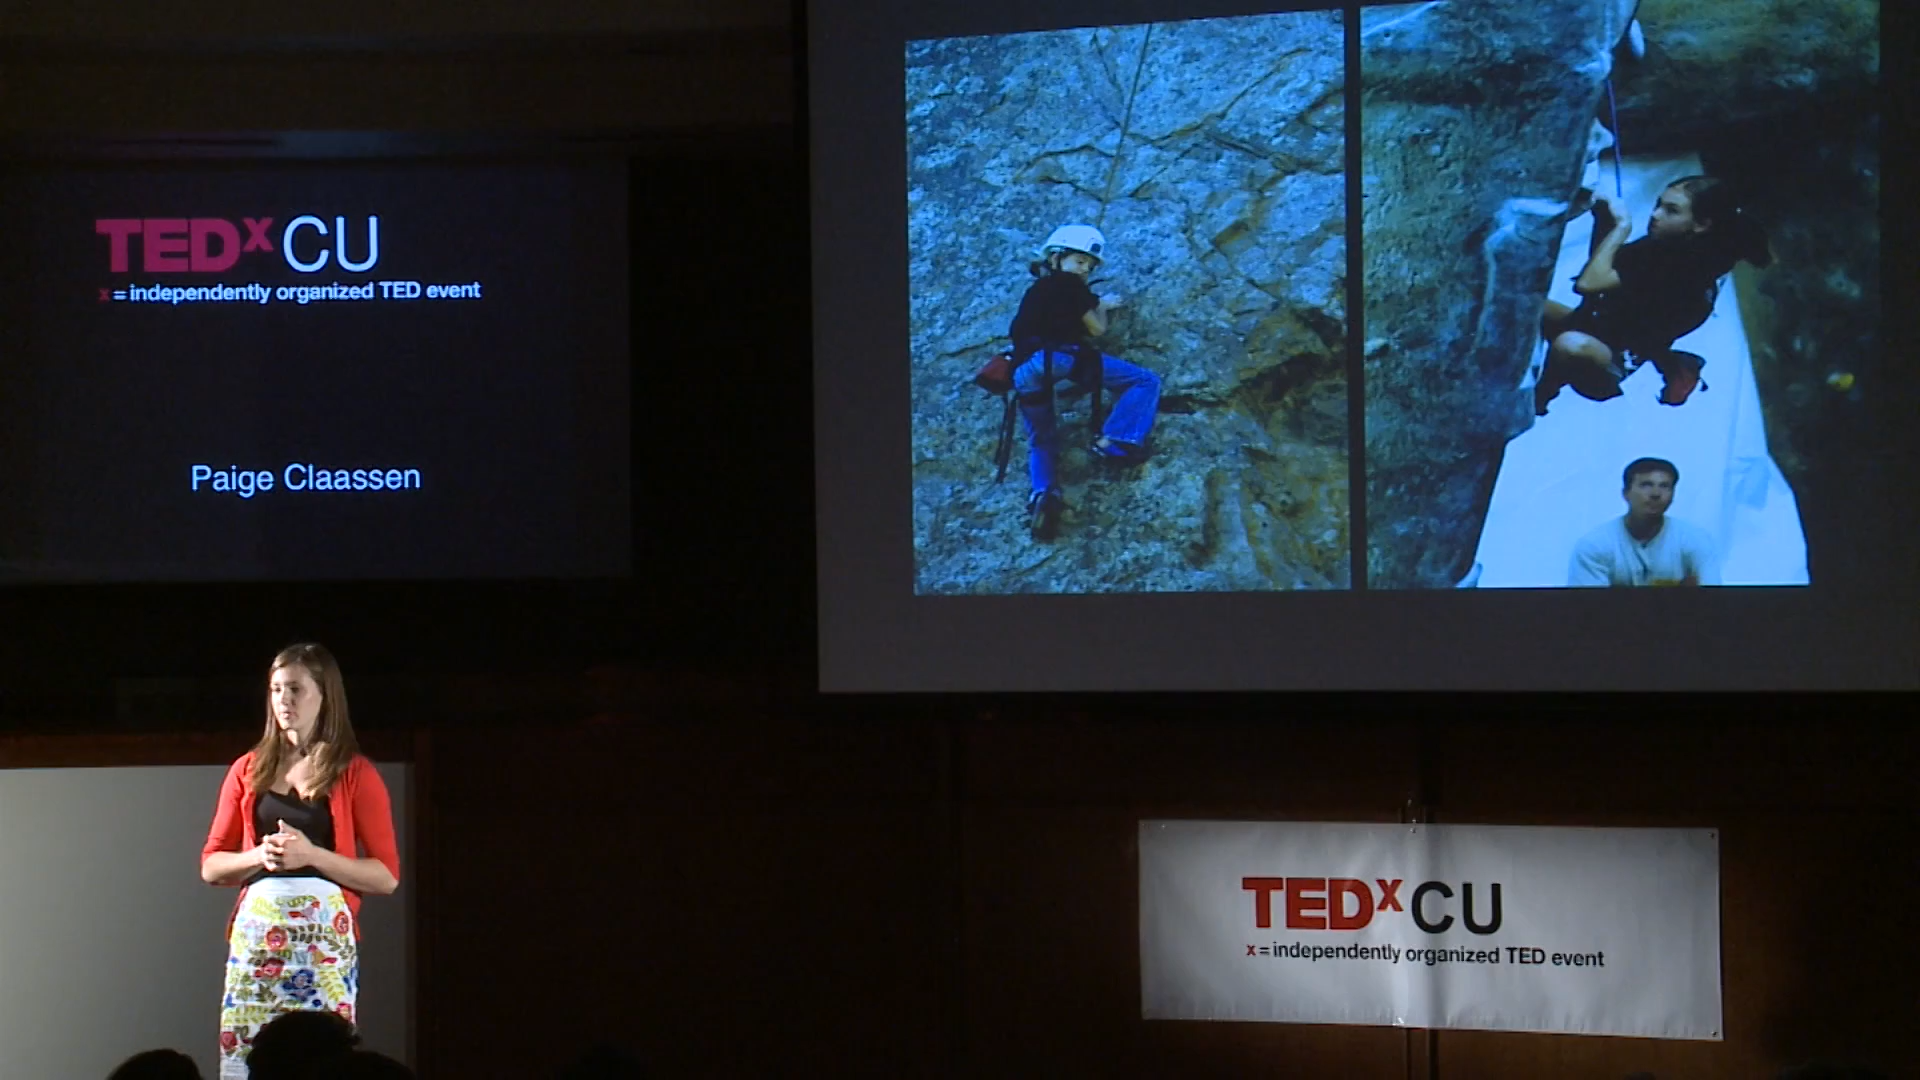 TEDxCU
x = independently organized TED event
Paige Claassen
TEDxCU
x = independently organized TED event